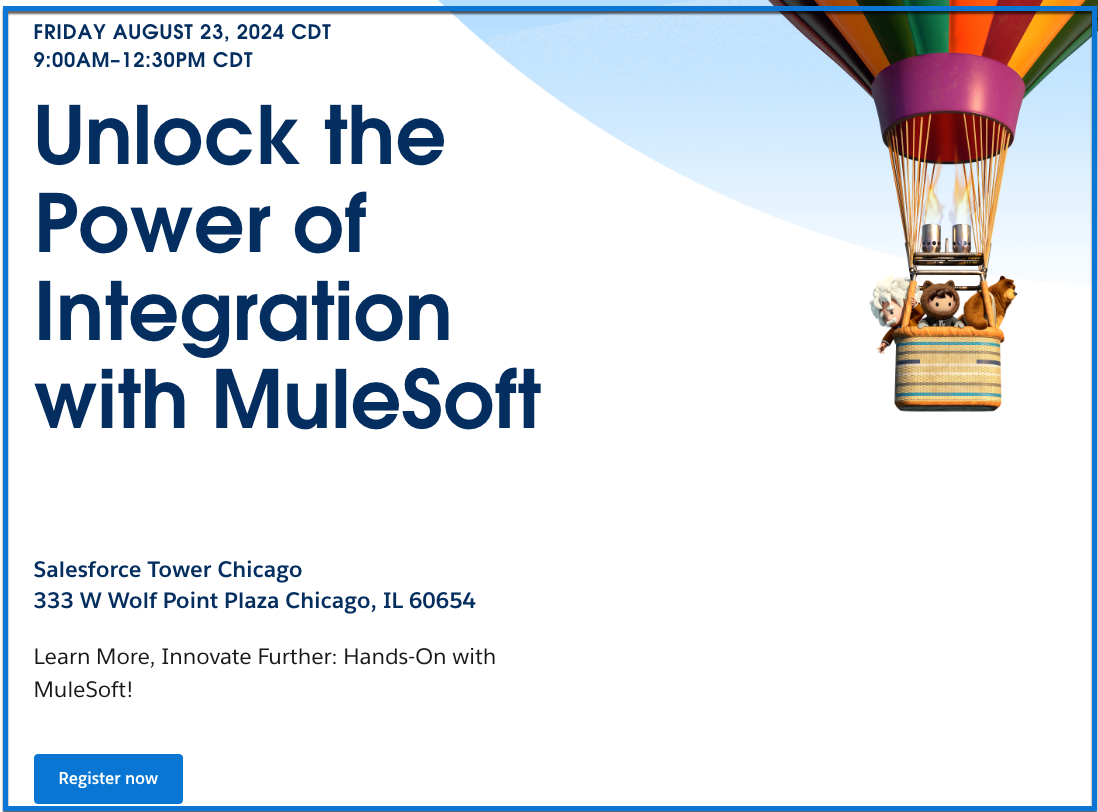 FRIDAY AUGUST 23, 2024 CDT
9:00AM–12:30PM CDT
Unlock the
Power of
Integration
with MuleSoft
Salesforce Tower Chicago
333 W Wolf Point Plaza Chicago, IL 60654
Learn More, Innovate Further: Hands-On with
MuleSoft!
Register now